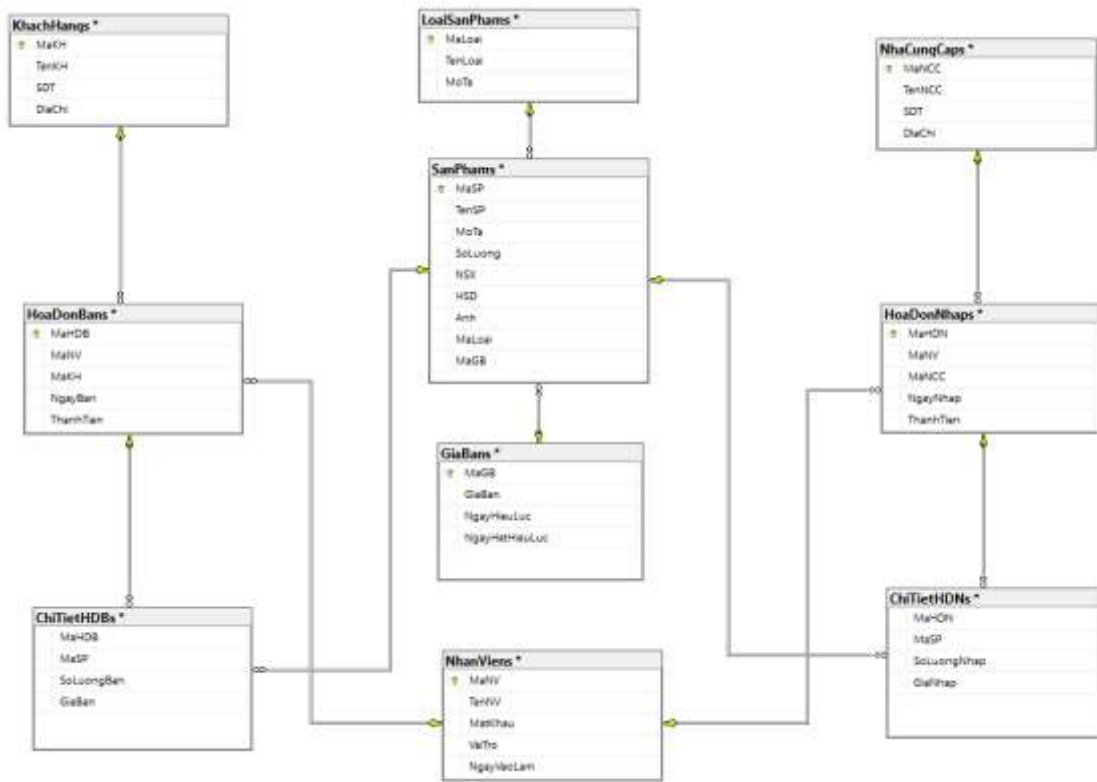 KhachHangs *
MaKH
TenKH
SDT
DiaChi
LoaiSanPhams *
MaLoai
TenLoai
MoTa
NhaCungCaps *
MaNCC
TenNCC
SDT
DiaChi
SanPhams *
MaSP
TenSP
MoTa
SoLuong
NSX
HSD
Anh
MaLoai
MaGB
HoaDonBans *
MaHDB
MaNV
MaKH
NgayBan
ThanhTien
HoaDonNhaps *
MaHDN
MaNV
MaNCC
NgayNhap
ThanhTien
GiaBans *
MaGB
GiaBan
NgayHieuLuc
NgayHetHieuLuc
ChiTietHDBs *
MaHDB
MaSP
SoLuongBan
GiaBan
NhanViens *
MaNV
TenNV
MatKhau
VaiTro
NgayVaoLam
ChiTietHDNs *
MaHDN
MaSP
SoLuongNhap
GiaNhap